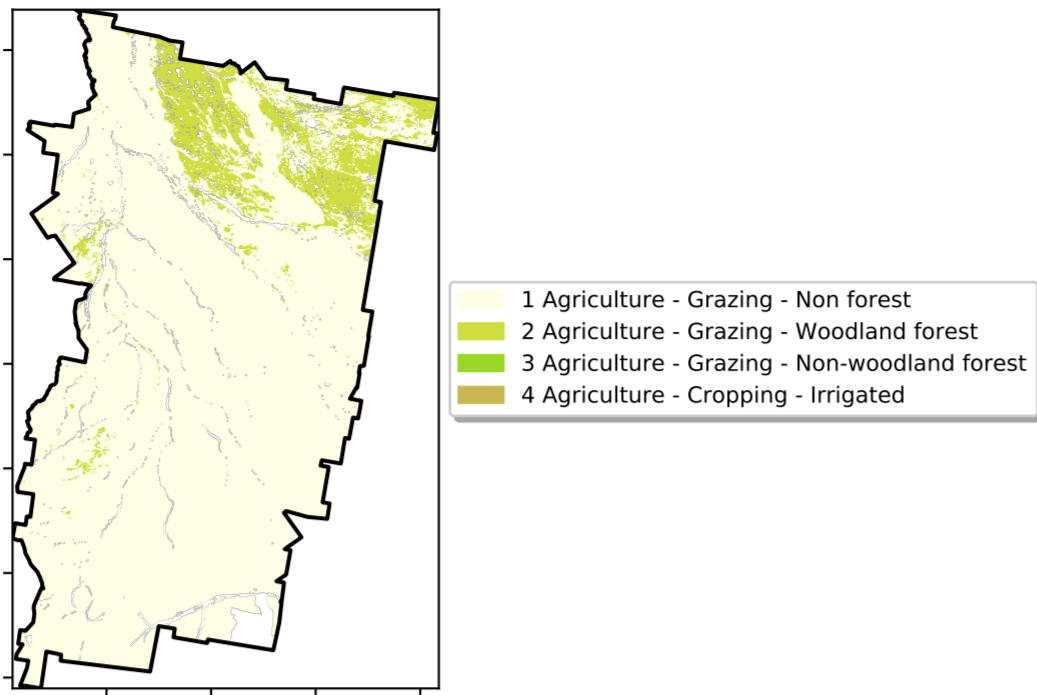 1 Agriculture - Grazing - Non forest
2 Agriculture - Grazing - Woodland forest
3 Agriculture - Grazing - Non-woodland forest
4 Agriculture - Cropping - Irrigated